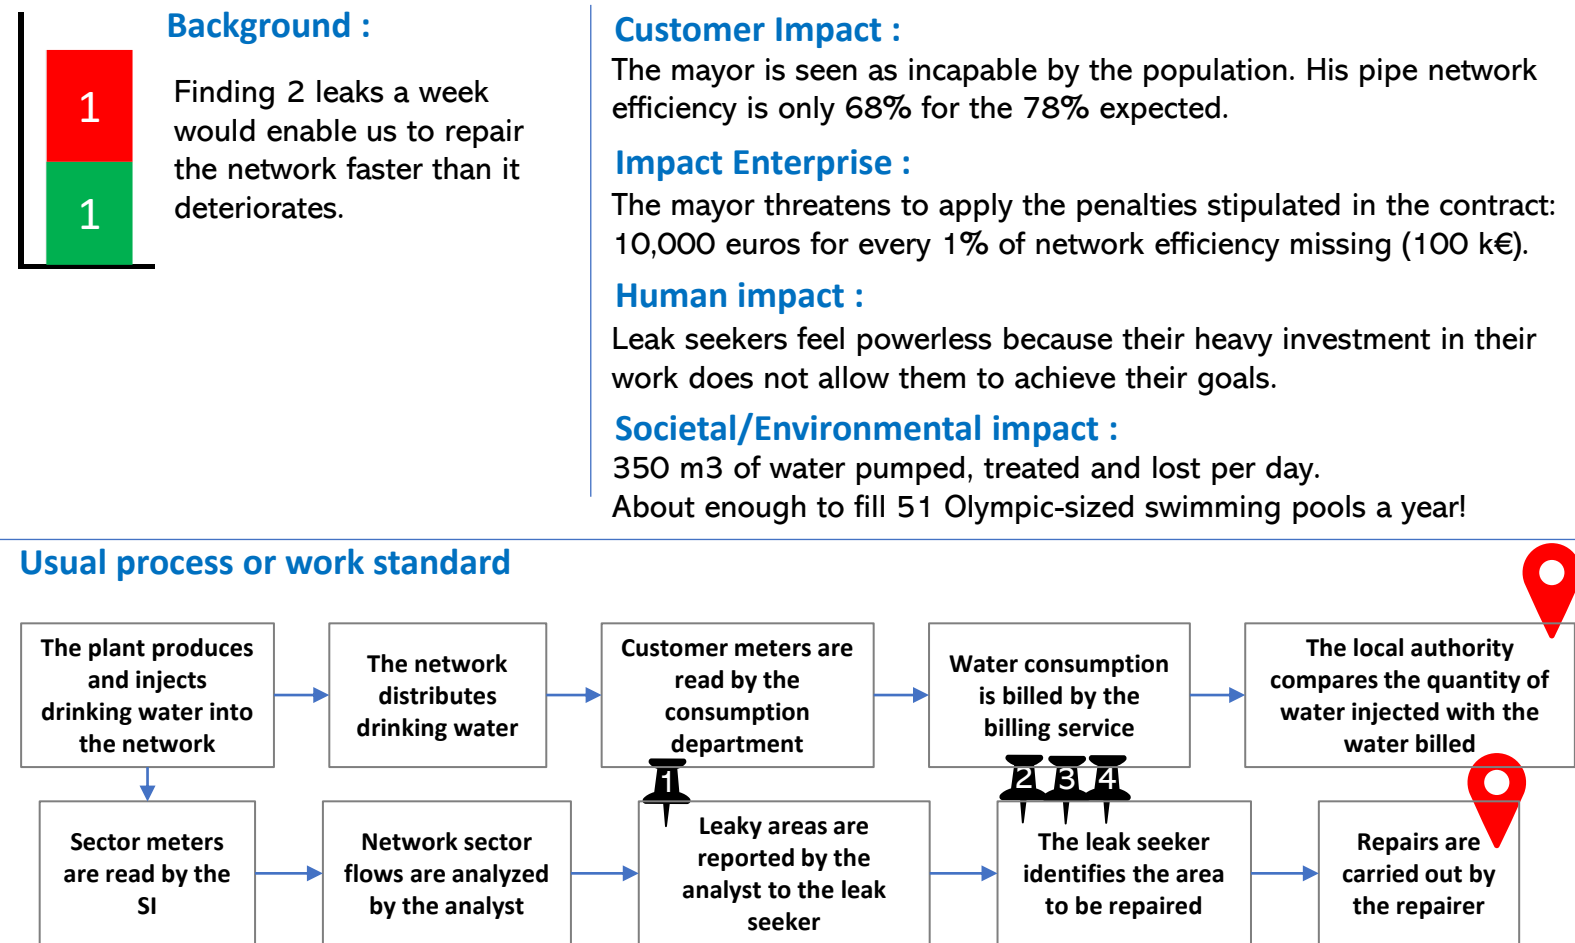 Background :
1
1
Finding 2 leaks a week
would enable us to repair
the network faster than it
deteriorates.
Customer Impact :
The mayor is seen as incapable by the population. His pipe network
efficiency is only 68% for the 78% expected.
Impact Enterprise :
The mayor threatens to apply the penalties stipulated in the contract:
10,000 euros for every 1% of network efficiency missing (100 k€).
Human impact :
Leak seekers feel powerless because their heavy investment in their
work does not allow them to achieve their goals.
Societal/Environmental impact :
350 m3 of water pumped, treated and lost per day.
About enough to fill 51 Olympic-sized swimming pools a year!
Usual process or work standard
The plant produces
and injects
drinking water into
the network
The network
distributes
drinking water
Customer meters are
read by the
consumption
department
Water consumption
is billed by the
billing service
The local authority
compares the quantity of
water injected with the
water billed
1
2 3 4
Sector meters
are read by the
SI
Network sector
flows are analyzed
by the analyst
Leaky areas are
reported by the
analyst to the leak
seeker
The leak seeker
identifies the area
to be repaired
Repairs are
carried out by
the repairer